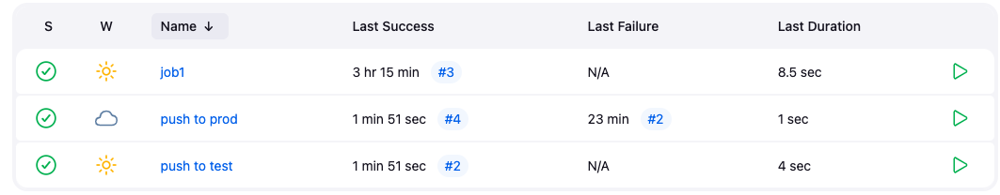 S W Name ↓ Last Success Last Failure Last Duration
job1 3 hr 15 min #3 N/A 8.5 sec
push to prod 1 min 51 sec #4 23 min #2 1 sec
push to test 1 min 51 sec #2 N/A 4 sec